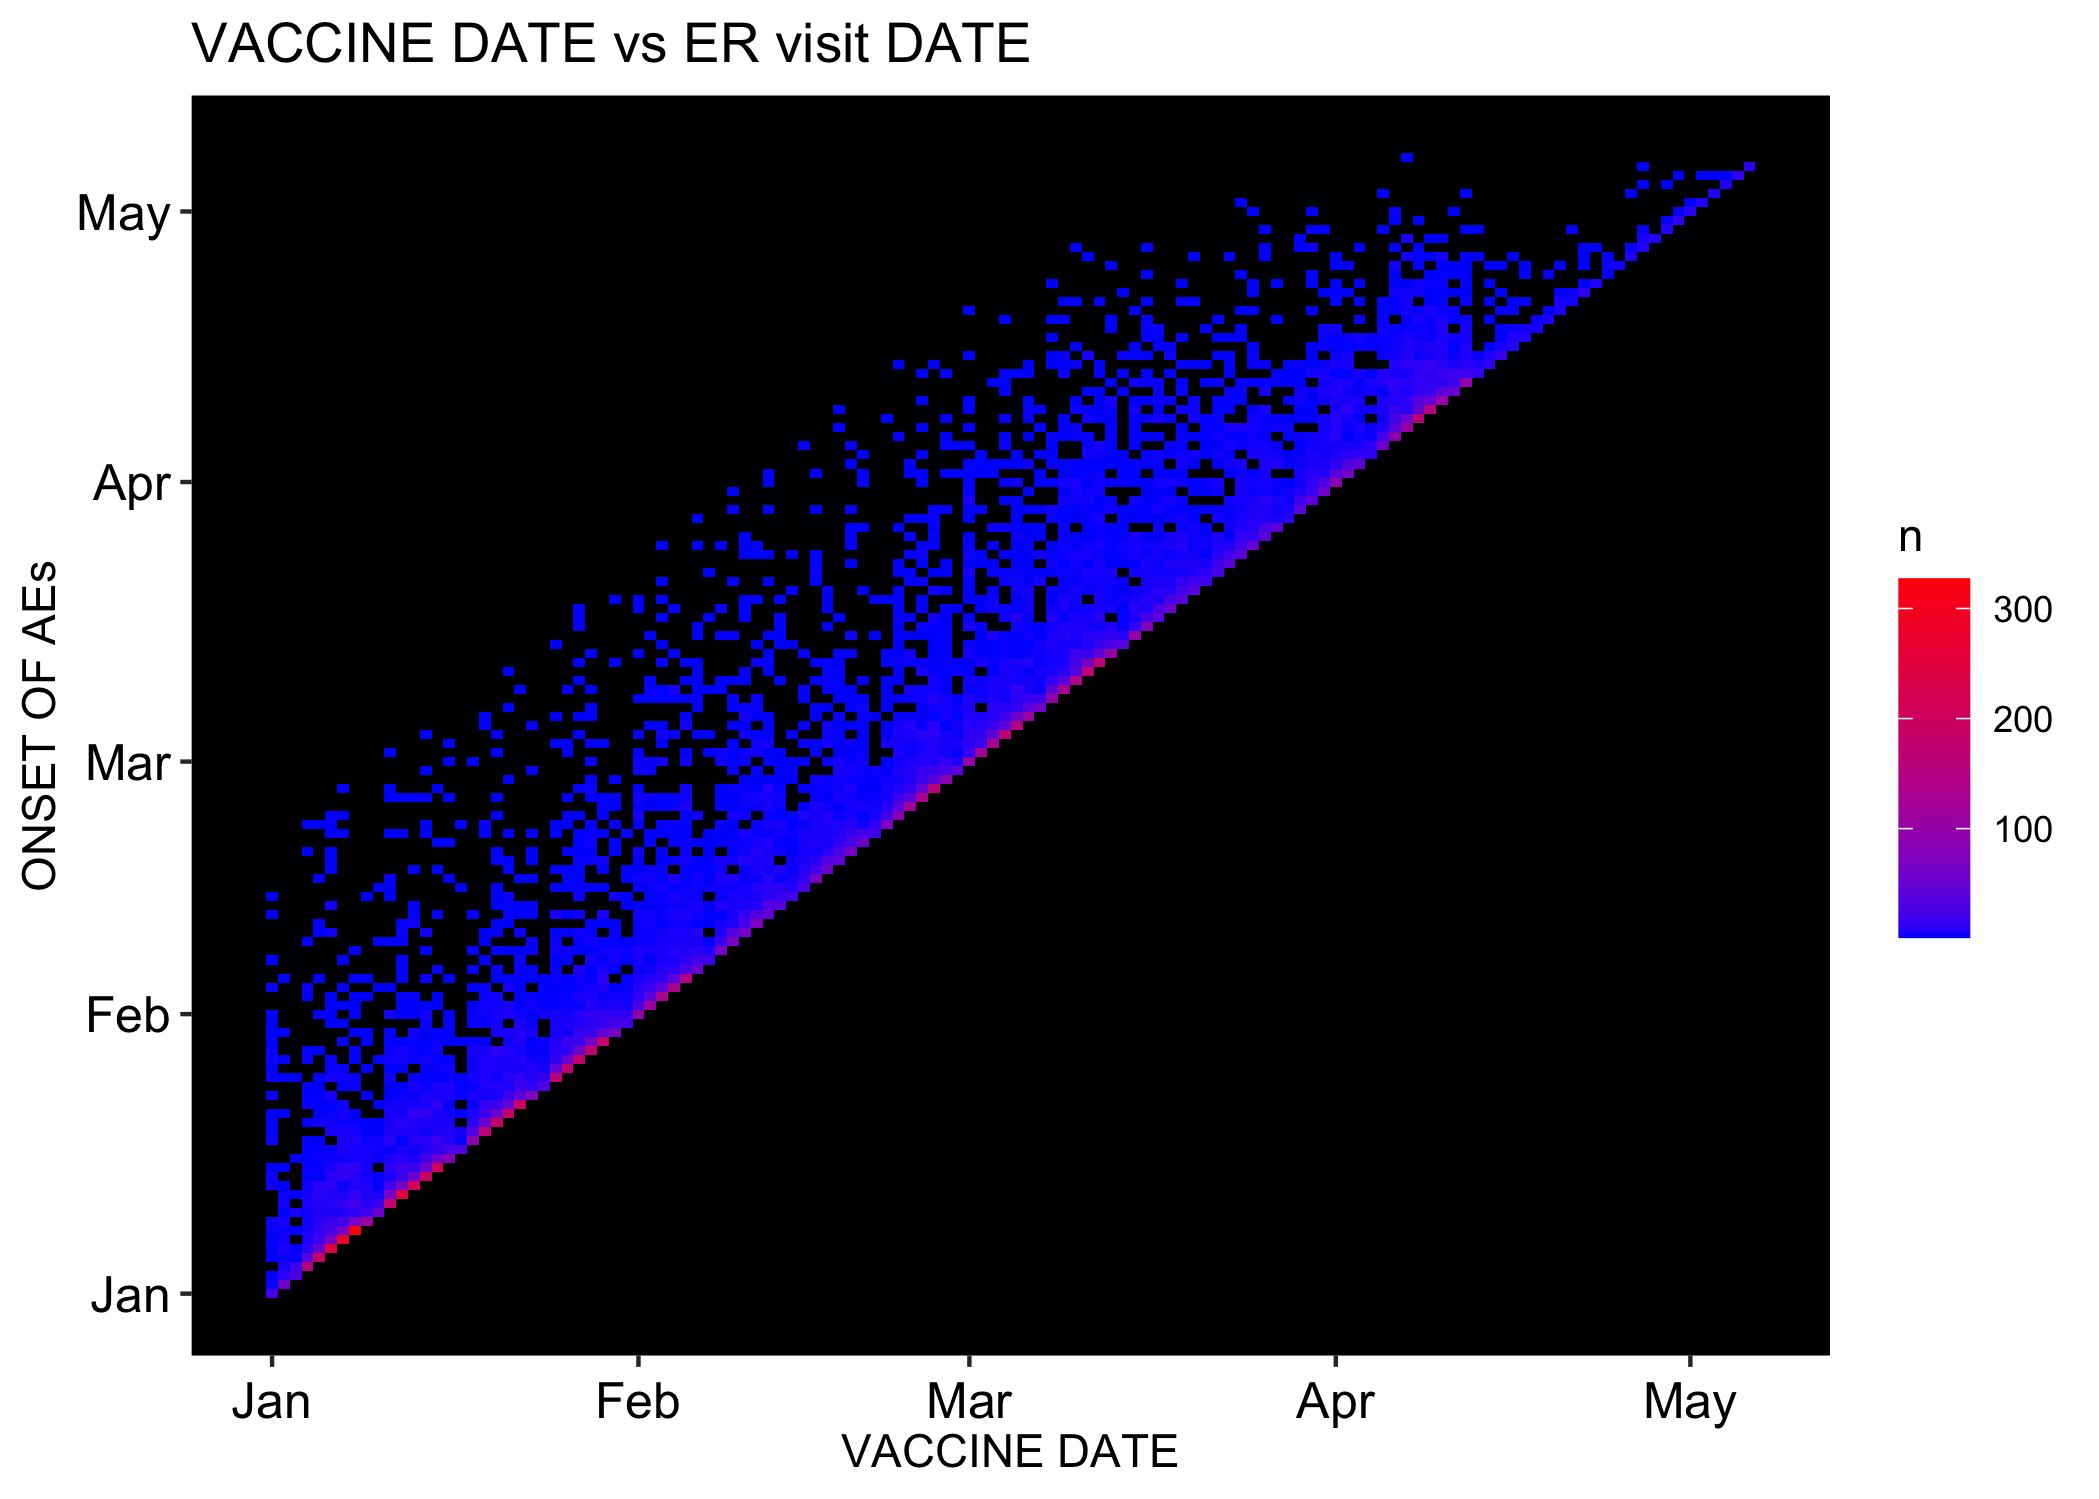 VACCINE DATE vs ER visit DATE
ONSET OF AEs
May
Apr
Mar
Feb
Jan
Jan Feb Mar Apr May
VACCINE DATE
n
300
200
100